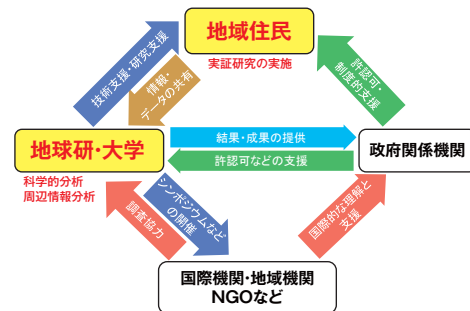 地域住民
実証研究の実施
技術支援・研究支援
情報・
データの共有
許認可・
制度的支援
結果・成果の提供
許認可などの支援
地球研・大学
科学的分析
周辺情報分析
政府関係機関
シンポジウムなど
の開催
調査協力
国際的な理解と
支援
国際機関・地域機関
NGOなど